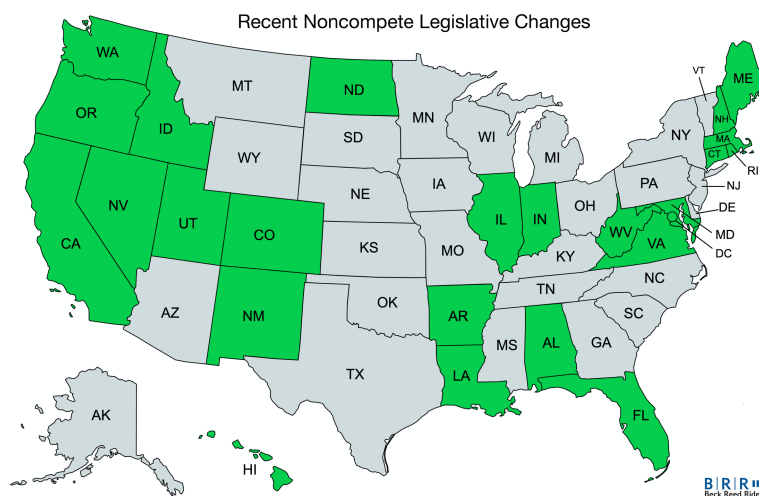 Recent Noncompete Legislative Changes
WA
MT
ND
MN
VT
ME
OR
ID
SD
WI
MI
NY
NH
MA
CT
RI
WY
NE
IA
PA
NJ
NV
UT
CO
IL
IN
OH
DE
MD
DC
CA
KS
MO
WV
VA
KY
AZ
NM
OK
AR
TN
NC
SC
TX
LA
MS
AL
GA
AK
HI
FL
B|R|R
Beck Reed Ride